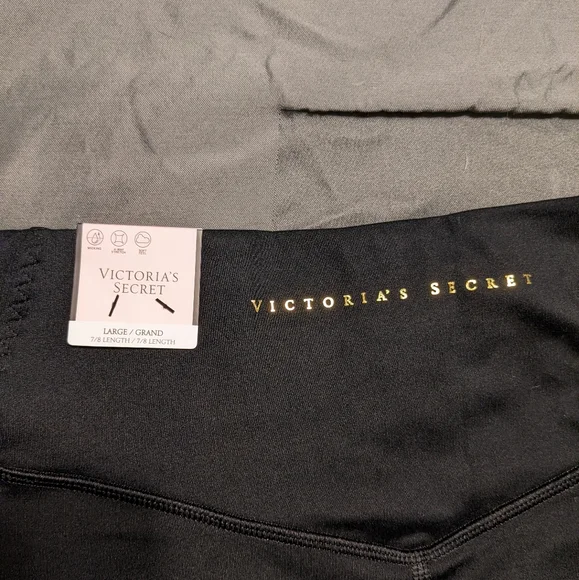 VICTORIA'S
SECRET
LARGE / GRAND
7/8 LENGTH / 7/8 LENGTH
VICTORIA'S SECRET